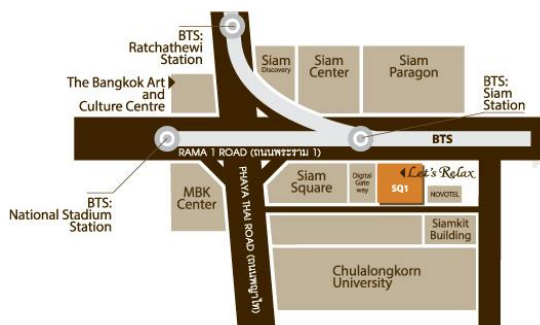 BTS:
Ratchathewi
Station
The Bangkok Art
and
Culture Centre
Siam
Discovery
Siam
Center
Siam
Paragon
BTS:
Siam
Station
BTS
RAMA 1 ROAD (ถนนพระราม 1)
BTS:
National Stadium
Station
MBK
Center
PHAYA THAI ROAD (ถนนพญาไท)
Siam
Square
Digital
Gate
way
SQ1
Let's Relax
NOVOTEL
Siamkit
Building
Chulalongkorn
University